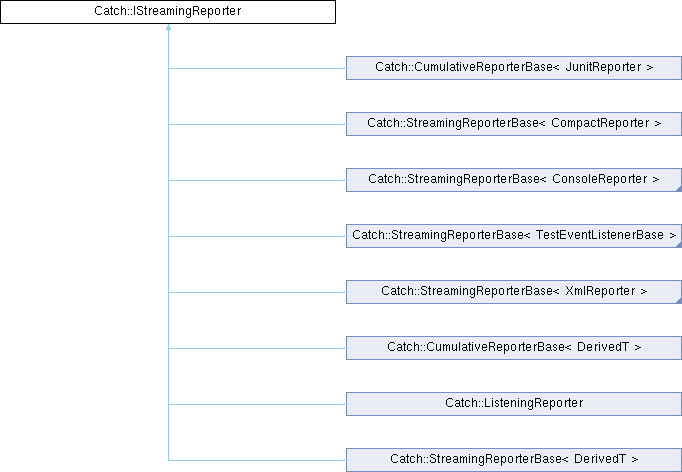 Catch::IStreamingReporter
Catch::CumulativeReporterBase< JunitReporter >
Catch::StreamingReporterBase< CompactReporter >
Catch::StreamingReporterBase< ConsoleReporter >
Catch::StreamingReporterBase< TestEventListenerBase >
Catch::StreamingReporterBase< XmlReporter >
Catch::CumulativeReporterBase< DerivedT >
Catch::ListeningReporter
Catch::StreamingReporterBase< DerivedT >